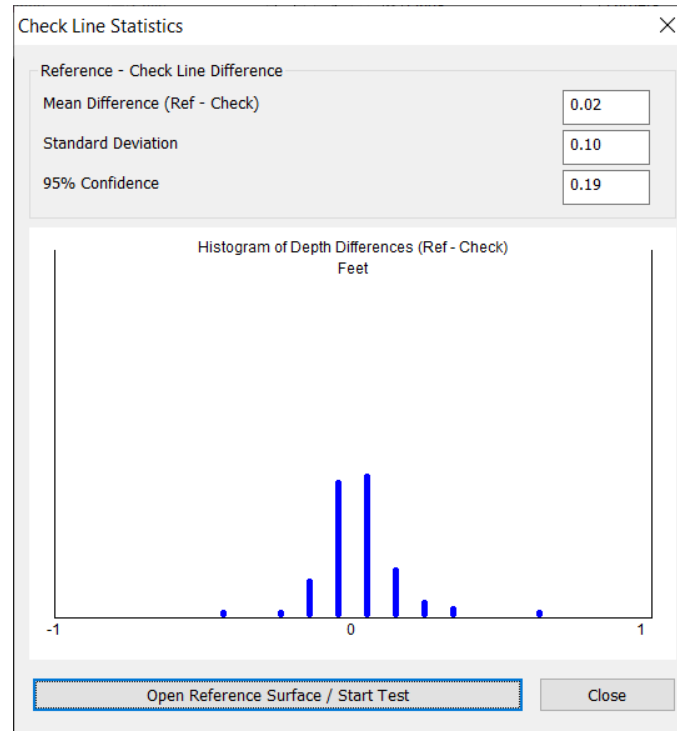 Check Line Statistics
Reference - Check Line Difference
Mean Difference (Ref - Check) 0.02
Standard Deviation 0.10
95% Confidence 0.19
Histogram of Depth Differences (Ref - Check)
Feet
-1 0 1
Open Reference Surface / Start Test Close